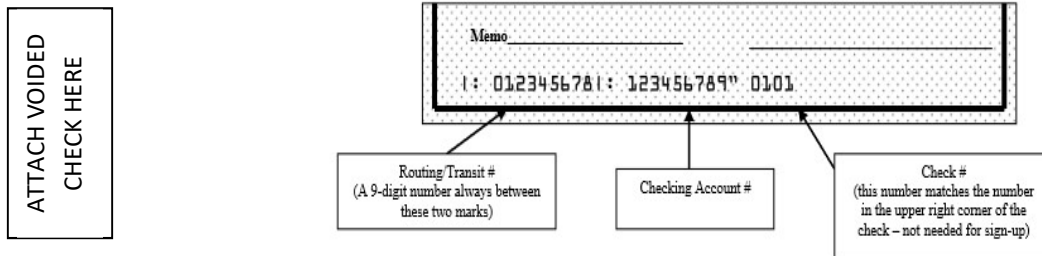 ATTACH VOIDED
CHECK HERE
Memo
|: 012345678|: 123456789" 0101
Routing/Transit #
(A 9-digit number always between
these two marks)
Checking Account #
Check #
(this number matches the number
in the upper right corner of the
check – not needed for sign-up)